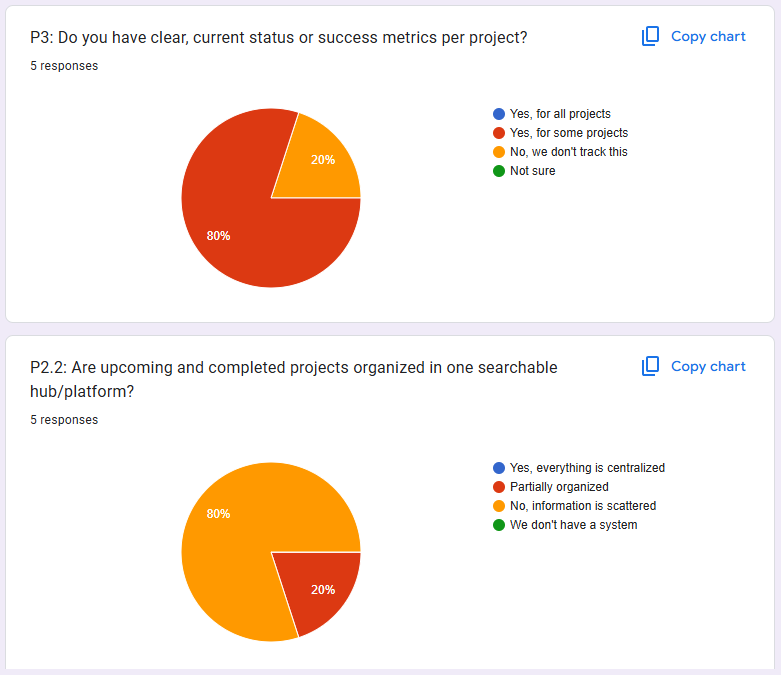 P3: Do you have clear, current status or success metrics per project?
Copy chart
5 responses
Yes, for all projects
Yes, for some projects
No, we don't track this
Not sure
20%
80%
P2.2: Are upcoming and completed projects organized in one searchable
hub/platform?
Copy chart
5 responses
Yes, everything is centralized
Partially organized
No, information is scattered
We don't have a system
80%
20%